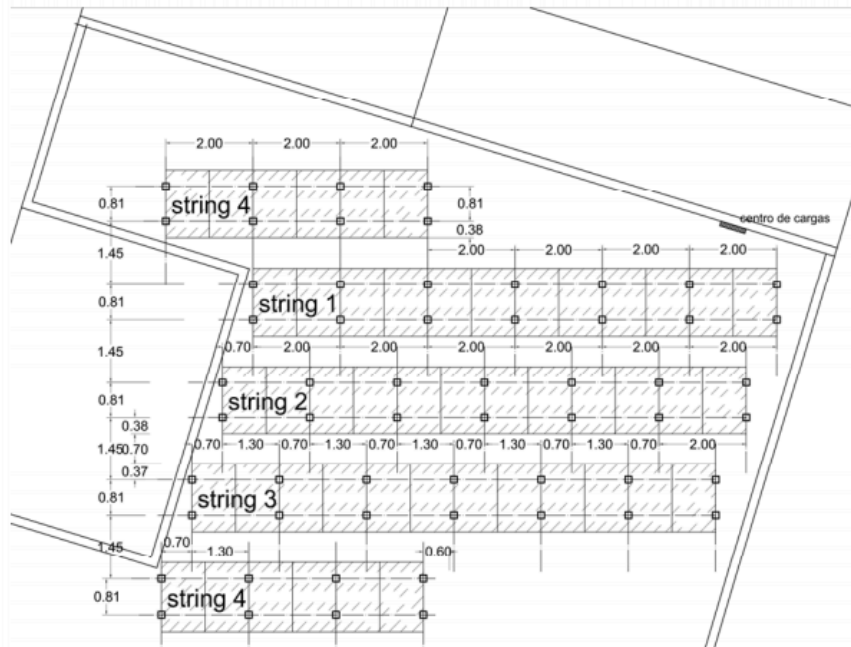 2.00 2.00 2.00
0.81 string 4 0.81
centro de cargas
0.38
1.45 2.00 2.00 2.00 2.00
0.81 string 1
1.45 0.70 2.00 2.00 2.00 2.00 2.00 2.00
0.81 string 2
0.38
1.45 0.70 0.70 1.30 0.70 1.30 0.70 1.30 0.70 1.30 0.70 1.30 0.70 2.00
0.37
0.81 string 3
1.45 0.70 1.30 0.60
0.81 string 4